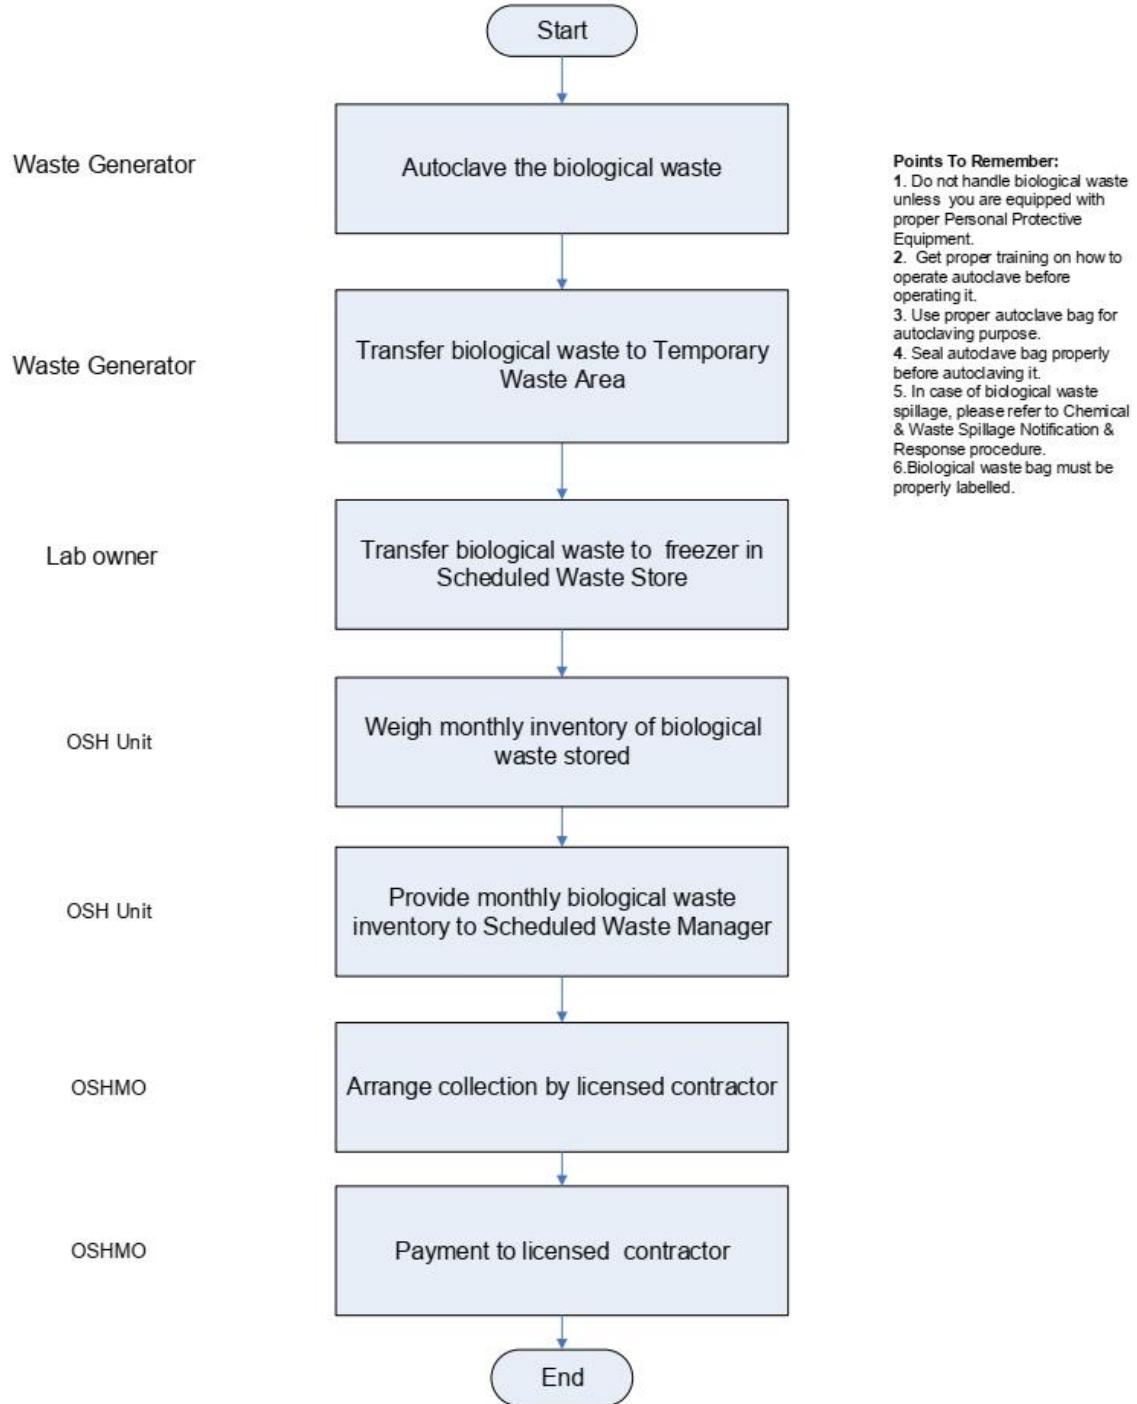 Start
Waste Generator
Autoclave the biological waste
Points To Remember:
1. Do not handle biological waste
unless you are equipped with
proper Personal Protective
Equipment.
2. Get proper training on how to
operate autoclave before
operating it.
3. Use proper autoclave bag for
autoclaving purpose.
4. Seal autoclave bag properly
before autoclaving it.
5. In case of biological waste
spillage, please refer to Chemical
& Waste Spillage Notification &
Response procedure.
6.Biological waste bag must be
properly labelled.
Waste Generator
Transfer biological waste to Temporary
Waste Area
Lab owner
Transfer biological waste to freezer in
Scheduled Waste Store
OSH Unit
Weigh monthly inventory of biological
waste stored
OSH Unit
Provide monthly biological waste
inventory to Scheduled Waste Manager
OSHMO
Arrange collection by licensed contractor
OSHMO
Payment to licensed contractor
End